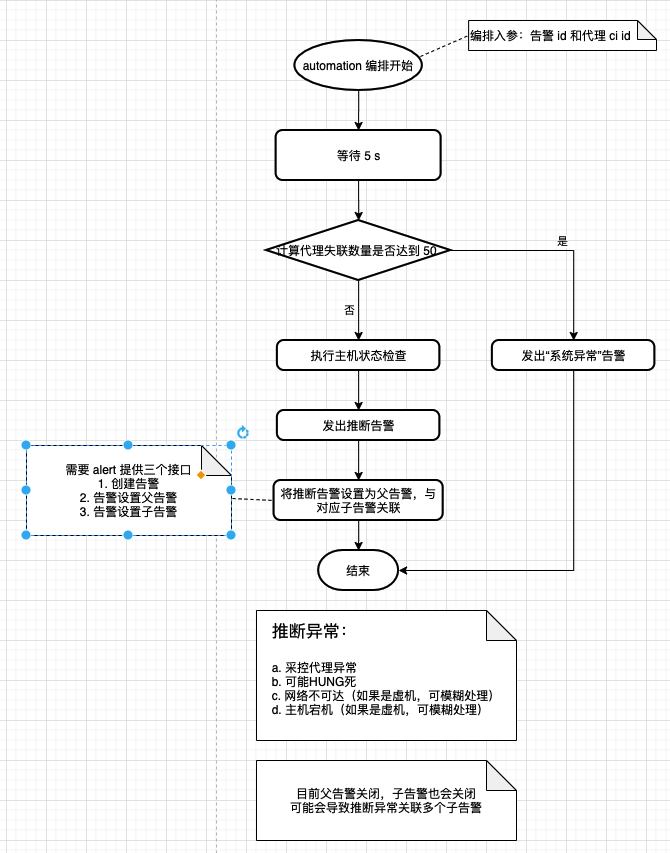 编排入参：告警 id 和代理 ci id
automation 编排开始
等待 5 s
计算代理失联数量是否达到 50
是
否
执行主机状态检查
发出“系统异常”告警
发出推断告警
需要 alert 提供三个接口
1. 创建告警
2. 告警设置父告警
3. 告警设置子告警
将推断告警设置为父告警，与
对应子告警关联
结束
推断异常：
a. 采控代理异常
b. 可能HUNG死
c. 网络不可达（如果是虚机，可模糊处理）
d. 主机宕机（如果是虚机，可模糊处理）
目前父告警关闭，子告警也会关闭
可能会导致推断异常关联多个子告警